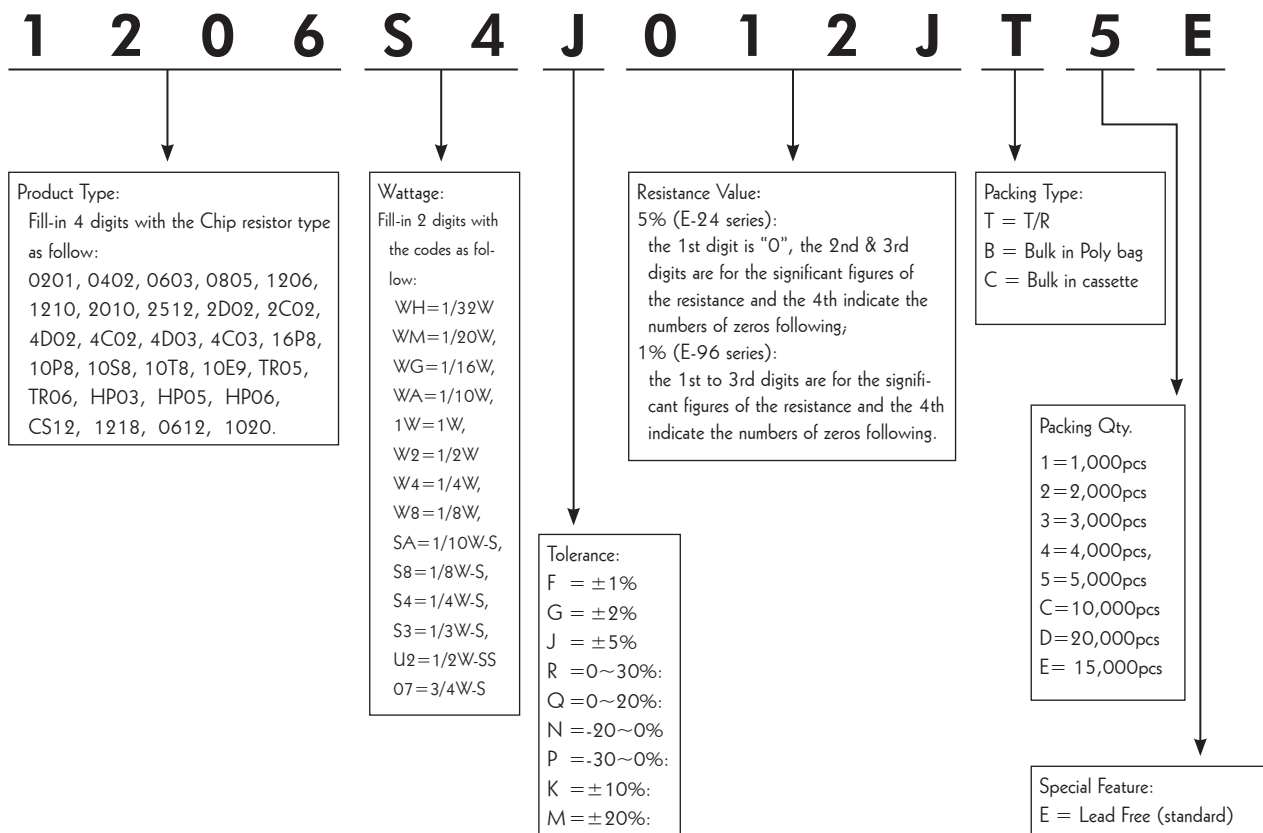 1 2 0 6 S 4 J 0 1 2 J T 5 E
Product Type:
Fill-in 4 digits with the Chip resistor type
as follow:
0201, 0402, 0603, 0805, 1206,
1210, 2010, 2512, 2D02, 2C02,
4D02, 4C02, 4D03, 4C03, 16P8,
10P8, 10S8, 10T8, 10E9, TR05,
TR06, HP03, HP05, HP06,
CS12, 1218, 0612, 1020.
Wattage:
Fill-in 2 digits with
the codes as fol-
low:
WH=1/32W
WM=1/20W,
WG=1/16W,
WA=1/10W,
1W=1W,
W2=1/2W
W4=1/4W,
W8=1/8W,
SA=1/10W-S,
S8=1/8W-S,
S4=1/4W-S,
S3=1/3W-S,
U2=1/2W-SS
07=3/4W-S
Tolerance:
F = ±1%
G = ±2%
J = ±5%
R =0~30%:
Q =0~20%:
N =-20~0%
P =-30~0%:
K = ±10%:
M = ±20%:
Resistance Value:
5% (E-24 series):
the 1st digit is “0”, the 2nd & 3rd
digits are for the significant figures of
the resistance and the 4th indicate the
numbers of zeros following;
1% (E-96 series):
the 1st to 3rd digits are for the signifi-
cant figures of the resistance and the 4th
indicate the numbers of zeros following.
Packing Type:
T = T/R
B = Bulk in Poly bag
C = Bulk in cassette
Packing Qty.
1=1,000pcs
2=2,000pcs
3=3,000pcs
4=4,000pcs,
5=5,000pcs
C=10,000pcs
D=20,000pcs
E= 15,000pcs
Special Feature:
E = Lead Free (standard)